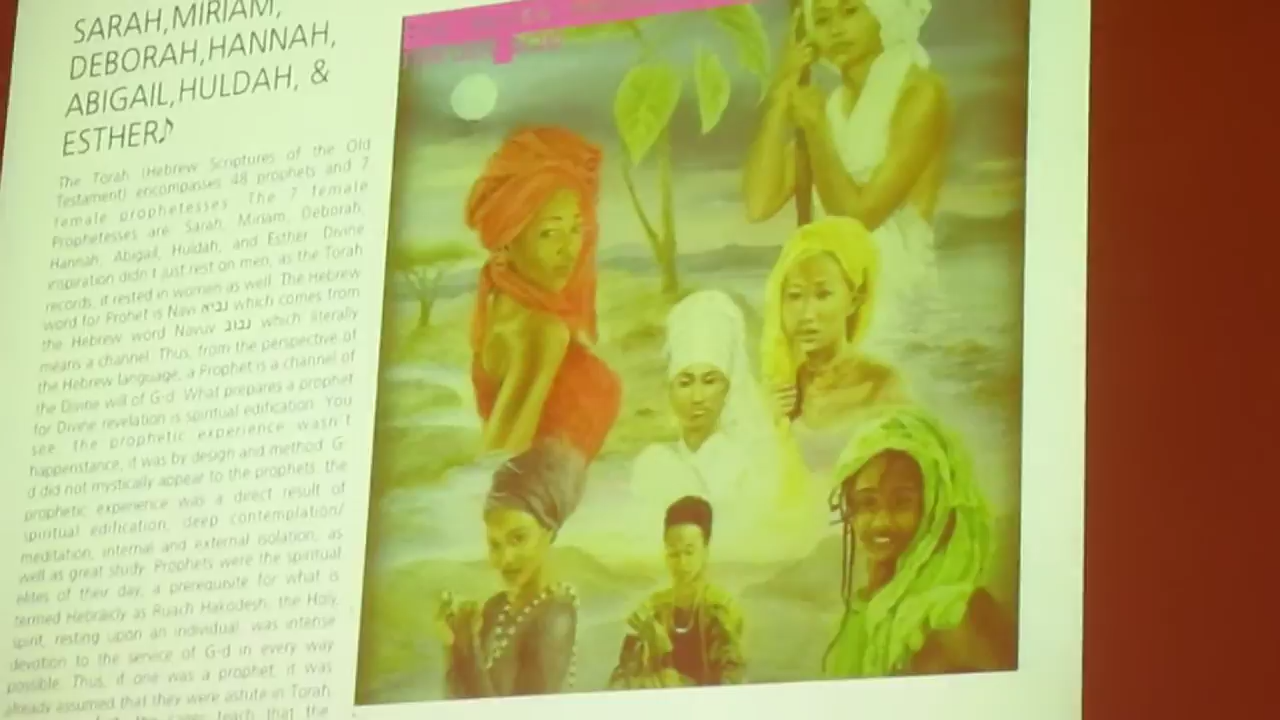 SARAH,MIRIAM,
DEBORAH,HANNAH,
ABIGAIL,HULDAH, &
ESTHER♪
The Torah (Hebrew Scriptures of the Old
Testament) encompasses 48 prophets and 7
female prophetesses. The 7 female
Prophetesses are Sarah, Miriam, Deborah,
Hannah, Abigail, Huldah, and Esther. Divine
inspiration didn't just rest on men, as the Torah
records, it rested in women as well. The Hebrew
word for Prohet is Navi נביא which comes from
the Hebrew word Navuv נבוב which literally
means a channel. Thus, from the perspective of
the Hebrew language, a Prophet is a channel of
the Divine will of G-d. What prepares a prophet
for Divine revelation is spiritual edification. You
see, the prophetic experience wasn't
happenstance, it was by design and method. G-
d did not mystically appear to the prophets, the
prophetic experience was a direct result of
spiritual edification, deep contemplation/
meditation, internal and external isolation, as
well as great study. Prophets were the spiritual
elites of their day, a prerequisite for what is
termed Hebraicly as Ruach Hakodesh, the Holy
spirit, resting upon an individual, was intense
devotion to the service of G-d in every way
possible. Thus, if one was a prophet, it was
already assumed that they were astute in Torah.
the sages teach that the